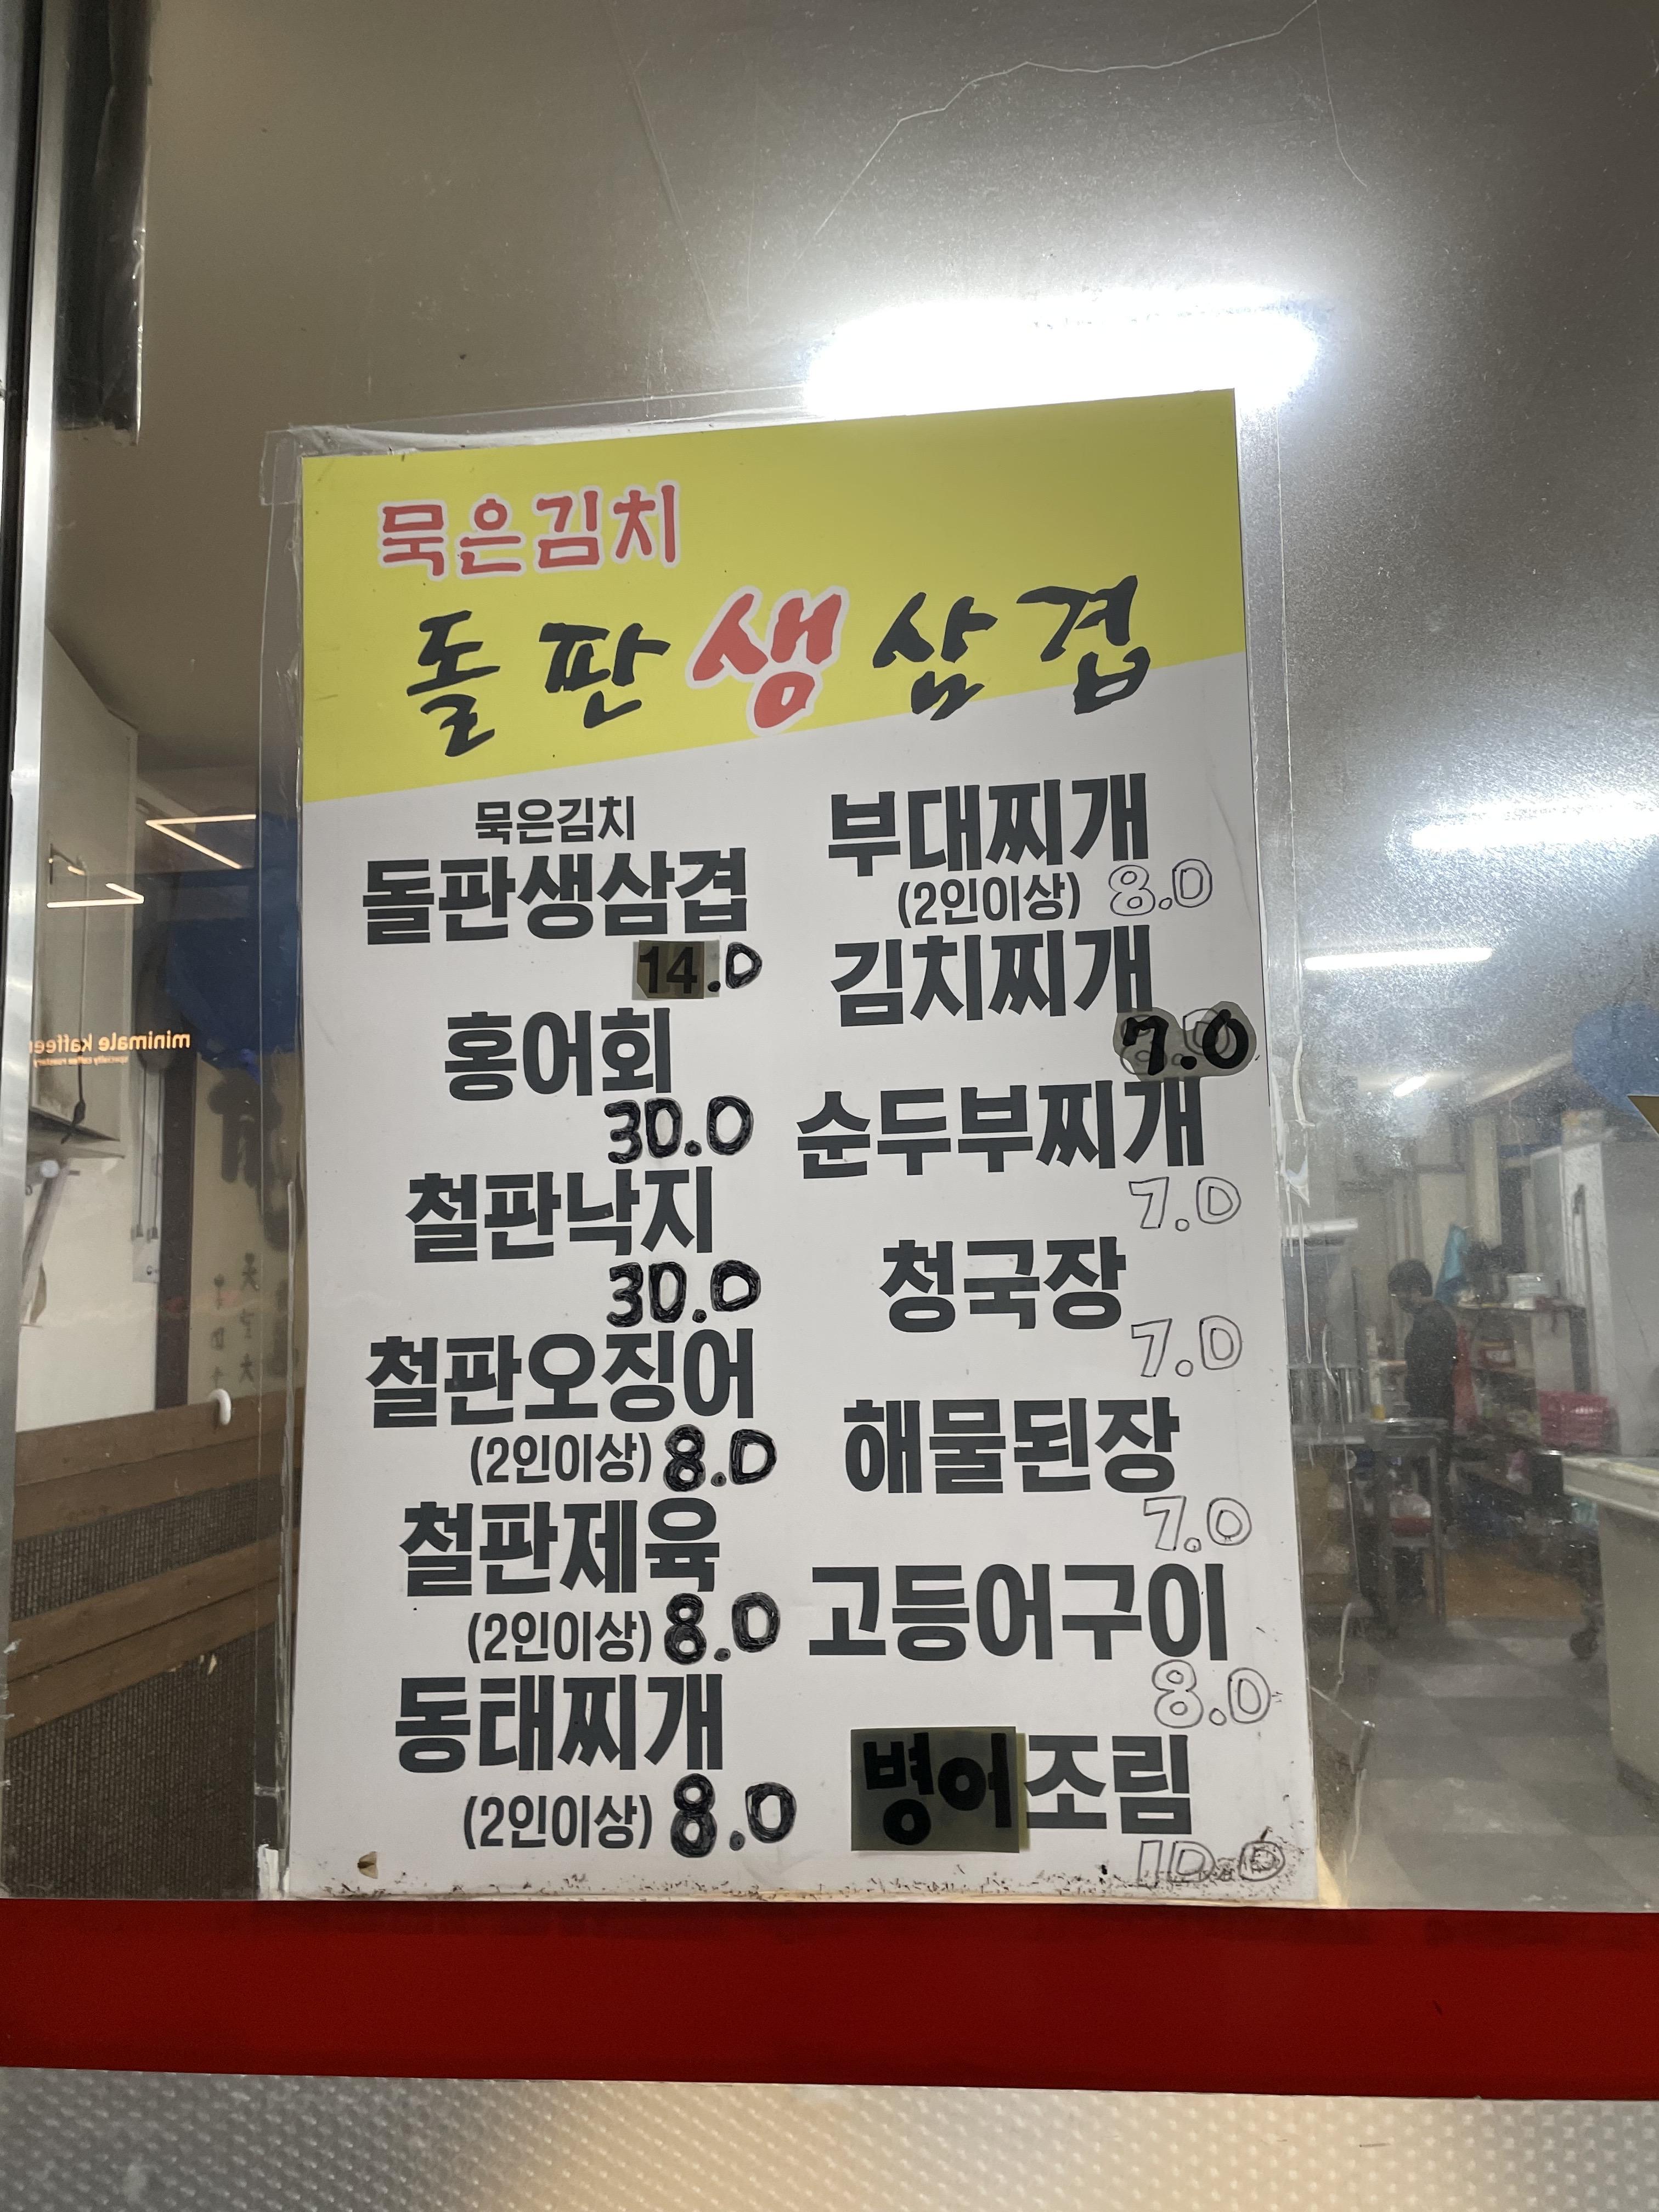 묵은김치
돌판생삼겹
묵은김치
돌판생삼겹
14.0
홍어회
30.0
철판낙지
30.0
철판오징어
(2인이상) 8.0
철판제육
(2인이상) 8.0
동태찌개
(2인이상) 8.0
부대찌개
(2인이상) 8.0
김치찌개
7.0
순두부찌개
7.0
청국장
7.0
해물된장
7.0
고등어구이
8.0
병어조림
10.0
minimale kaffee
specialty coffee roastery